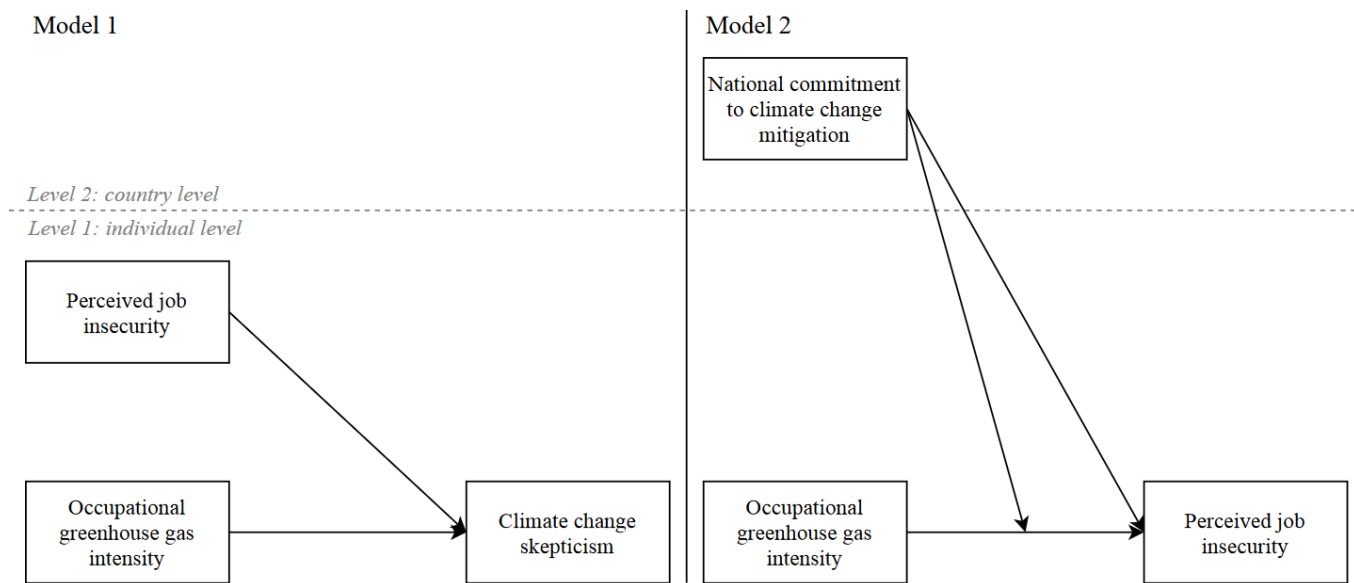 Model 1
Level 2: country level
Level 1: individual level
Perceived job
insecurity
Occupational
greenhouse gas
intensity
Climate change
skepticism
Model 2
National commitment
to climate change
mitigation
Occupational
greenhouse gas
intensity
Perceived job
insecurity